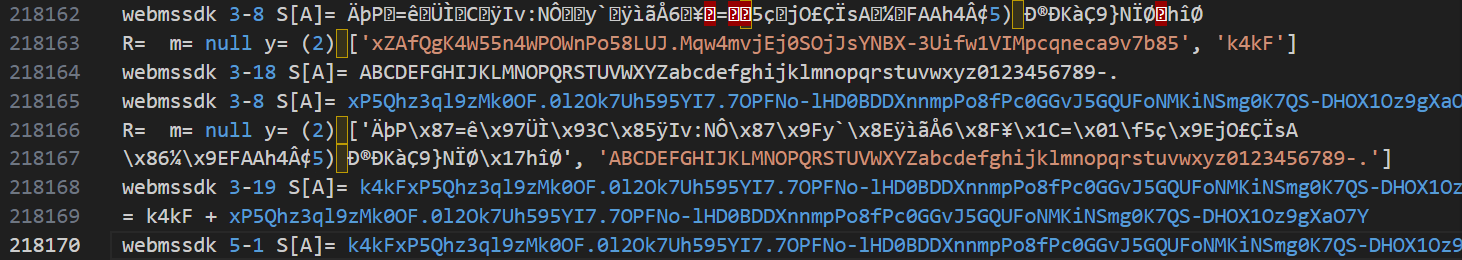 218162 webmssdk 3-8 S[A]= ÄþP=êÜÌCÿIv:NÔy`ÿìãÅ6¥=5çjO£ÇÏsA¼FAAh4Â¢5) Ð®ÐKàÇ9}NÏØhîØ
218163 R=  m= null y= (2) ['xZAfQgK4W55n4WPOWnPo58LUJ.Mqw4mvjEj0SOjJsYNBX-3Uifw1VIMpcqneca9v7b85', 'k4kF']
218164 webmssdk 3-18 S[A]= ABCDEFGHIJKLMNOPQRSTUVWXYZabcdefghijklmnopqrstuvwxyz0123456789-.
218165 webmssdk 3-8 S[A]= xP5Qhz3ql9zMk0OF.0l2Ok7Uh595YI7.7OPFNo-lHD0BDDXnnmpPo8fPc0GGvJ5GQUFoNMKiNSmg0K7QS-DHOX1Oz9gXaO
218166 R=  m= null y= (2) ['ÄþP\x87=ê\x97ÜÌ\x93C\x85ÿIv:NÔ\x87\x9Fy`\x8EÿìãÅ6\x8F¥\x1C=\x01\f5ç\x9EjO£ÇÏsA
218167 \x86¼\x9EFAAh4Â¢5) Ð®ÐKàÇ9}NÏØ\x17hîØ', 'ABCDEFGHIJKLMNOPQRSTUVWXYZabcdefghijklmnopqrstuvwxyz0123456789-.']
218168 webmssdk 3-19 S[A]= k4kFxP5Qhz3ql9zMk0OF.0l2Ok7Uh595YI7.7OPFNo-lHD0BDDXnnmpPo8fPc0GGvJ5GQUFoNMKiNSmg0K7QS-DHOX1Oz
218169 = k4kF + xP5Qhz3ql9zMk0OF.0l2Ok7Uh595YI7.7OPFNo-lHD0BDDXnnmpPo8fPc0GGvJ5GQUFoNMKiNSmg0K7QS-DHOX1Oz9gXaO7Y
218170 webmssdk 5-1 S[A]= k4kFxP5Qhz3ql9zMk0OF.0l2Ok7Uh595YI7.7OPFNo-lHD0BDDXnnmpPo8fPc0GGvJ5GQUFoNMKiNSmg0K7QS-DHOX1Oz9